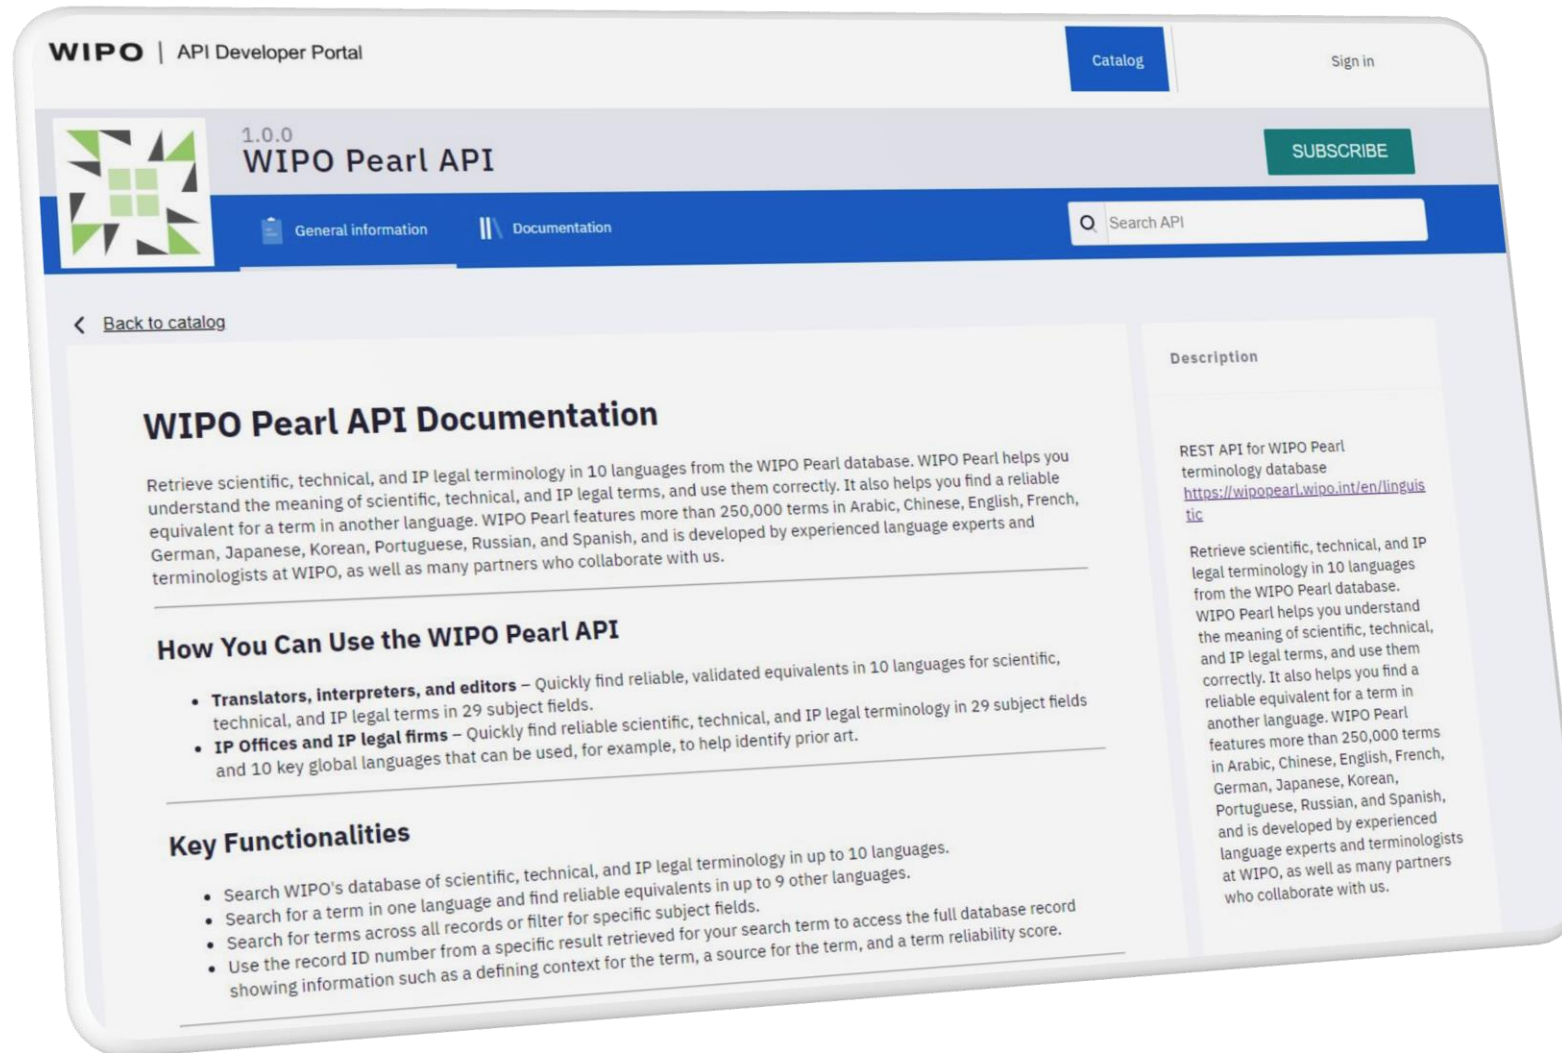 WIPO | API Developer Portal
Catalog
Sign in
1.0.0
WIPO Pearl API
SUBSCRIBE
General information
Documentation
Search API
Back to catalog
WIPO Pearl API Documentation
Retrieve scientific, technical, and IP legal terminology in 10 languages from the WIPO Pearl database. WIPO Pearl helps you
understand the meaning of scientific, technical, and IP legal terms, and use them correctly. It also helps you find a reliable
equivalent for a term in another language. WIPO Pearl features more than 250,000 terms in Arabic, Chinese, English, French,
German, Japanese, Korean, Portuguese, Russian, and Spanish, and is developed by experienced language experts and
terminologists at WIPO, as well as many partners who collaborate with us.
How You Can Use the WIPO Pearl API
• Translators, interpreters, and editors – Quickly find reliable, validated equivalents in 10 languages for scientific,
technical, and IP legal terms in 29 subject fields.
• IP Offices and IP legal firms – Quickly find reliable scientific, technical, and IP legal terminology in 29 subject fields
and 10 key global languages that can be used, for example, to help identify prior art.
Key Functionalities
• Search WIPO's database of scientific, technical, and IP legal terminology in up to 10 languages.
• Search for a term in one language and find reliable equivalents in up to 9 other languages.
• Search for terms across all records or filter for specific subject fields.
• Use the record ID number from a specific result retrieved for your search term to access the full database record
showing information such as a defining context for the term, a source for the term, and a term reliability score.
Description
REST API for WIPO Pearl
terminology database
https://wipopearl.wipo.int/en/linguis
tic
Retrieve scientific, technical, and IP
legal terminology in 10 languages
from the WIPO Pearl database.
WIPO Pearl helps you understand
the meaning of scientific, technical,
and IP legal terms, and use them
correctly. It also helps you find a
reliable equivalent for a term in
another language. WIPO Pearl
features more than 250,000 terms
in Arabic, Chinese, English, French,
German, Japanese, Korean,
Portuguese, Russian, and Spanish,
and is developed by experienced
language experts and terminologists
at WIPO, as well as many partners
who collaborate with us.